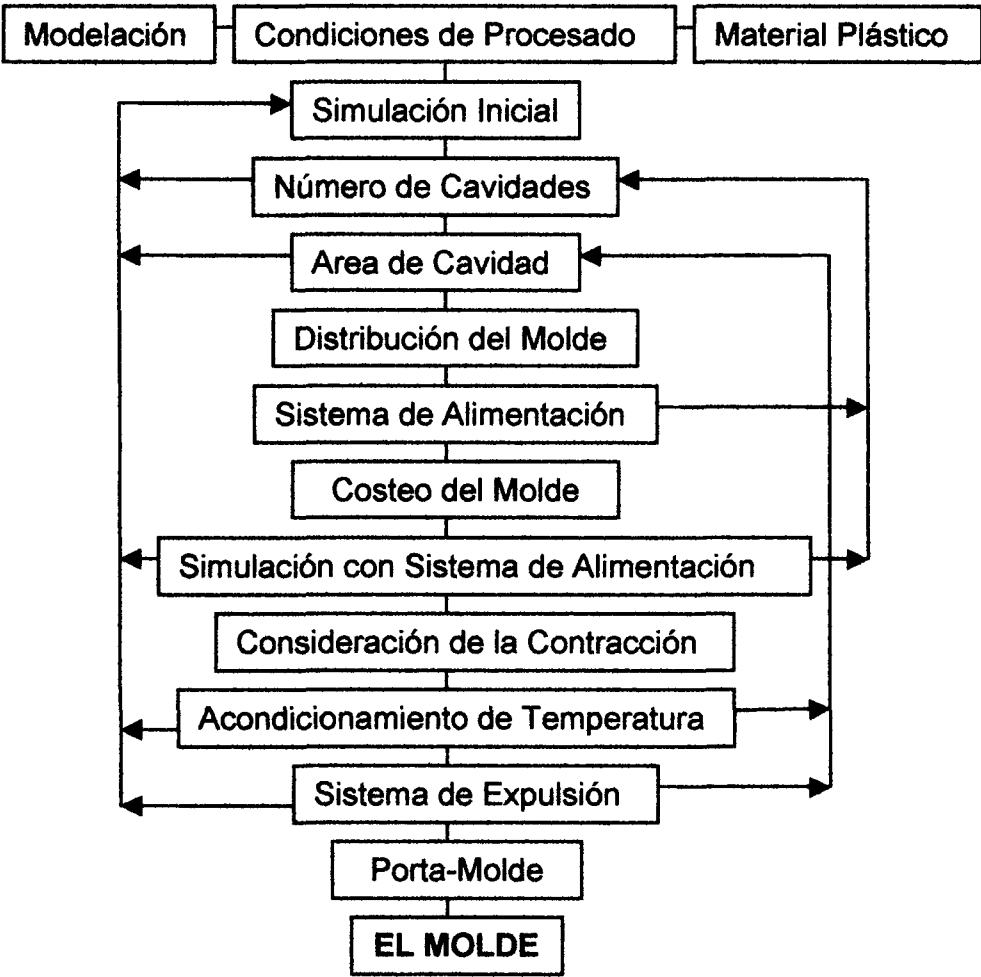 Modelación
Condiciones de Procesado
Material Plástico
Simulación Inicial
Número de Cavidades
Area de Cavidad
Distribución del Molde
Sistema de Alimentación
Costeo del Molde
Simulación con Sistema de Alimentación
Consideración de la Contracción
Acondicionamiento de Temperatura
Sistema de Expulsión
Porta-Molde
EL MOLDE